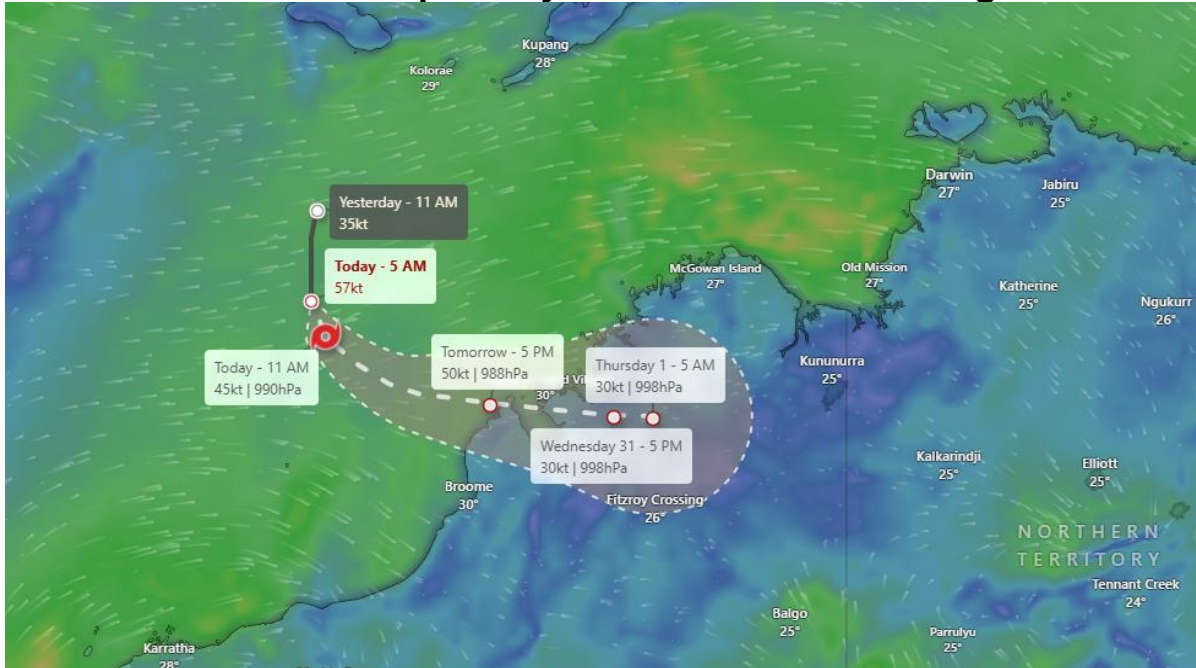 Kupang
28°
Kolorae
29°
Darwin
27°
Jabiru
25°
Yesterday - 11 AM
35kt
Today - 5 AM
57kt
McGowan Island
27°
Old Mission
27°
Katherine
25°
Ngukurr
26°
Today - 11 AM
45kt | 990hPa
Tomorrow - 5 PM
50kt | 988hPa
30°
Thursday 1 - 5 AM
30kt | 998hPa
Kununurra
25°
Wednesday 31 - 5 PM
30kt | 998hPa
Broome
30°
Fitzroy Crossing
26°
Kalkarindji
25°
Elliott
25°
NORTHERN
TERRITORY
Tennant Creek
24°
Balgo
25°
Parrulyu
25°
Karratha
28°